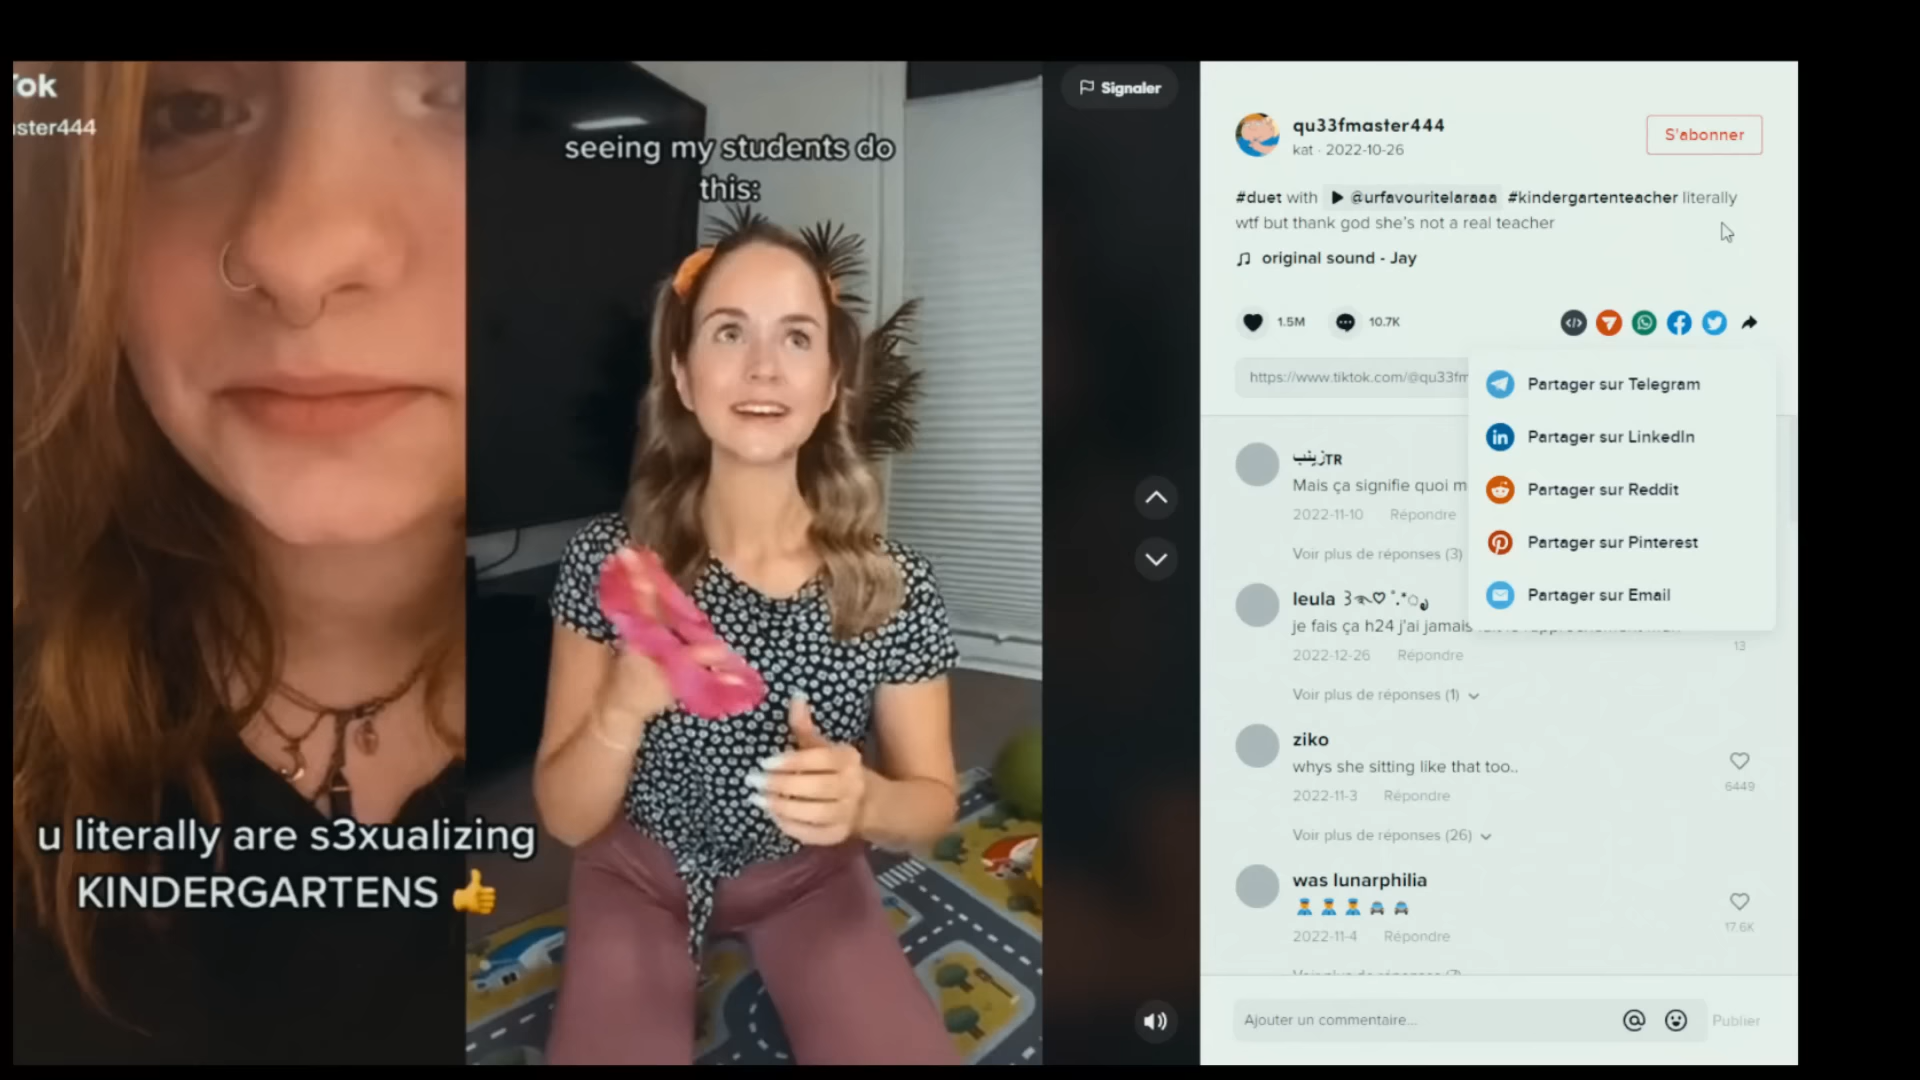 Tok
ster444
seeing my students do
this:
u literally are s3xualizing
KINDERGARTENS 👍
Signaler
qu33fmaster444
kat · 2022-10-26
S'abonner
#duet with ▶ @urfavouritelaraaa #kindergartenteacher literally
wtf but thank god she's not a real teacher
♫ original sound - Jay
1.5M 10.7K
https://www.tiktok.com/@qu33fm
Partager sur Telegram
Partager sur LinkedIn
Partager sur Reddit
Partager sur Pinterest
Partager sur Email
زينبTR
Mais ça signifie quoi m
2022-11-10 Répondre
Voir plus de réponses (3)
leula
je fais ça h24 j'ai jamais
13
2022-12-26 Répondre
Voir plus de réponses (1)
ziko
whys she sitting like that too..
6449
2022-11-3 Répondre
Voir plus de réponses (26)
was lunarphilia
17.6K
2022-11-4 Répondre
Ajouter un commentaire...
Publier